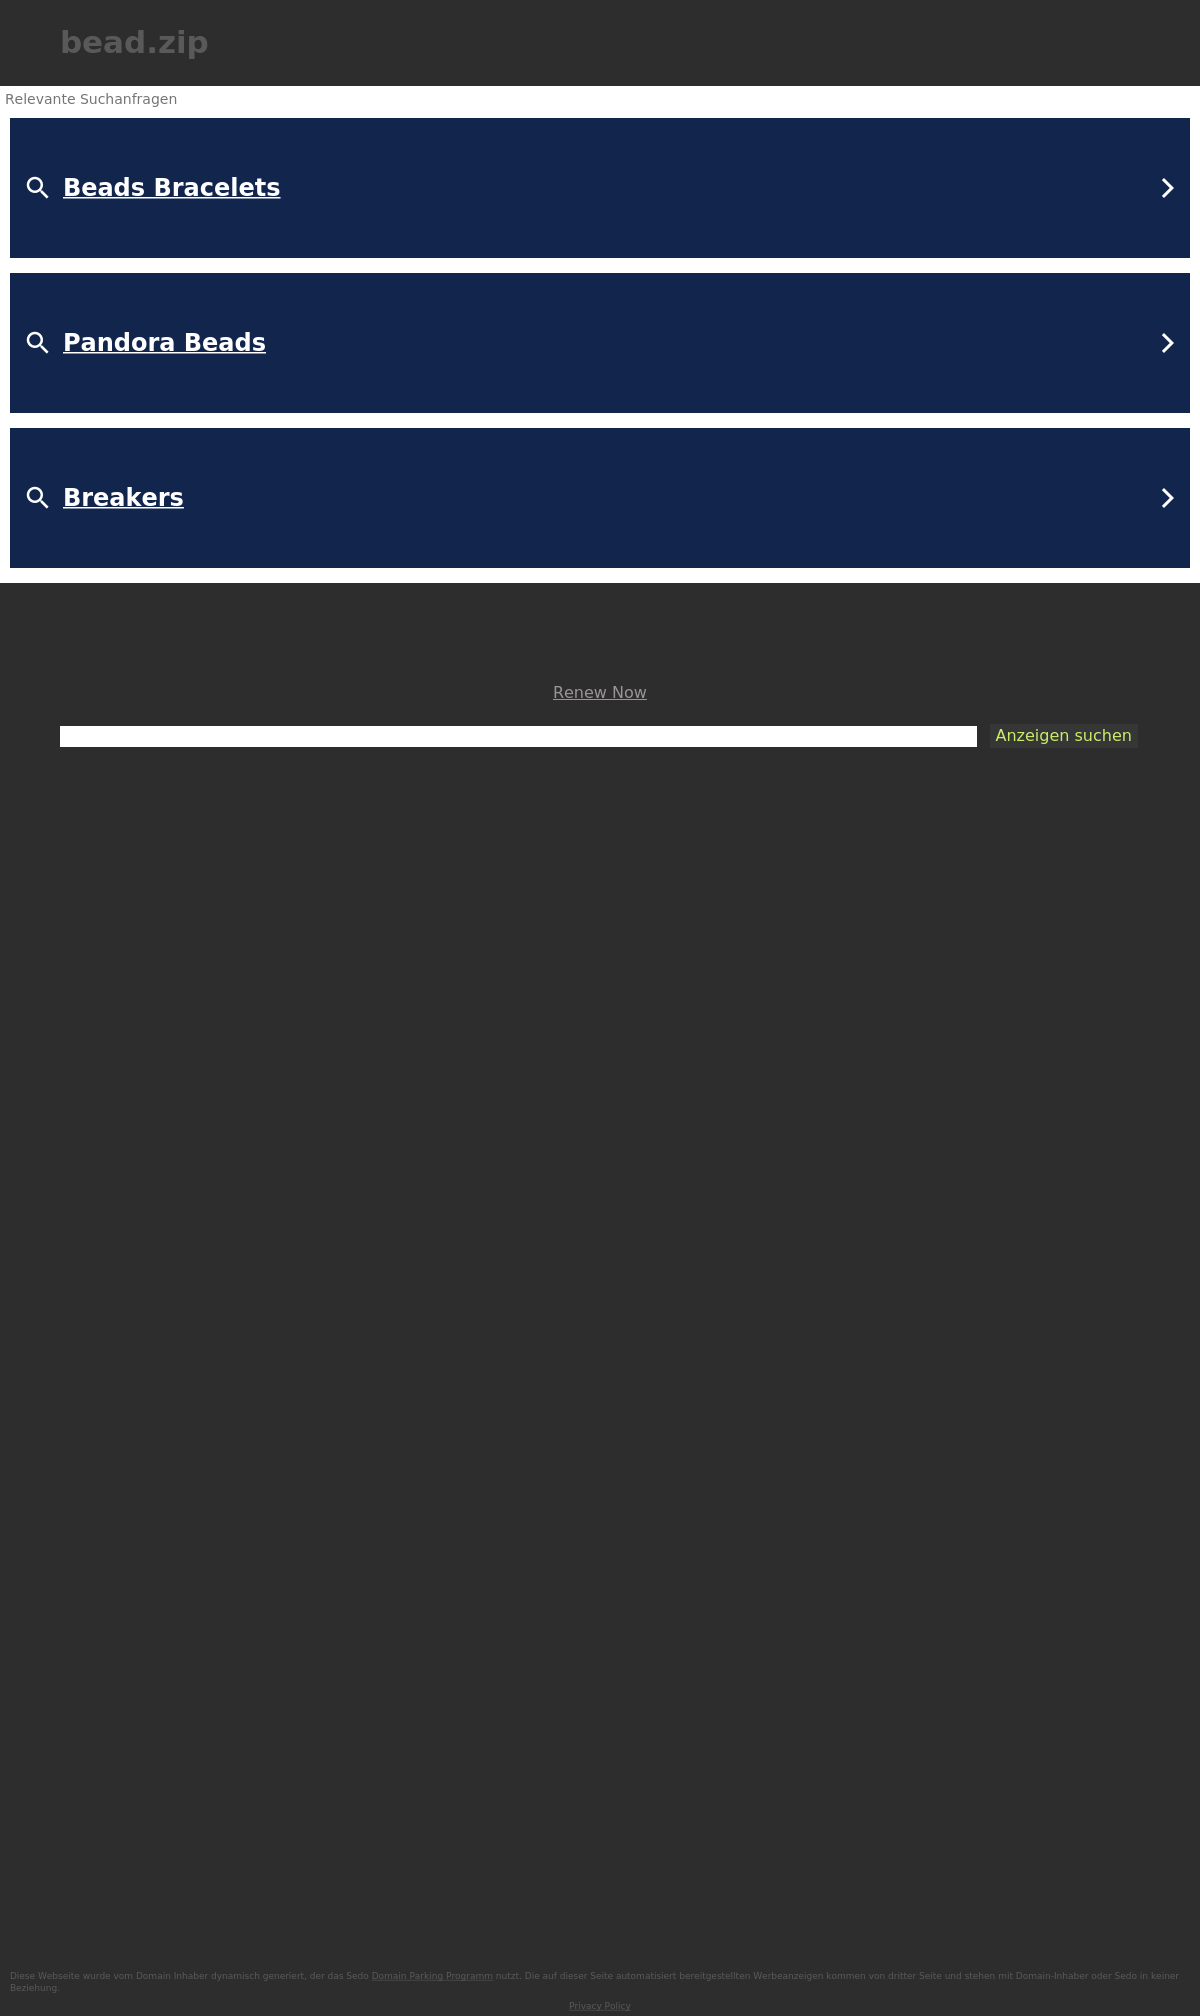 bead.zip
Relevante Suchanfragen
Beads Bracelets
Pandora Beads
Breakers
Renew Now
Anzeigen suchen
Diese Webseite wurde vom Domain Inhaber dynamisch generiert, der das Sedo Domain Parking Programm nutzt. Die auf dieser Seite automatisiert bereitgestellten Werbeanzeigen kommen von dritter Seite und stehen mit Domain-Inhaber oder Sedo in keiner
Beziehung.
Privacy Policy